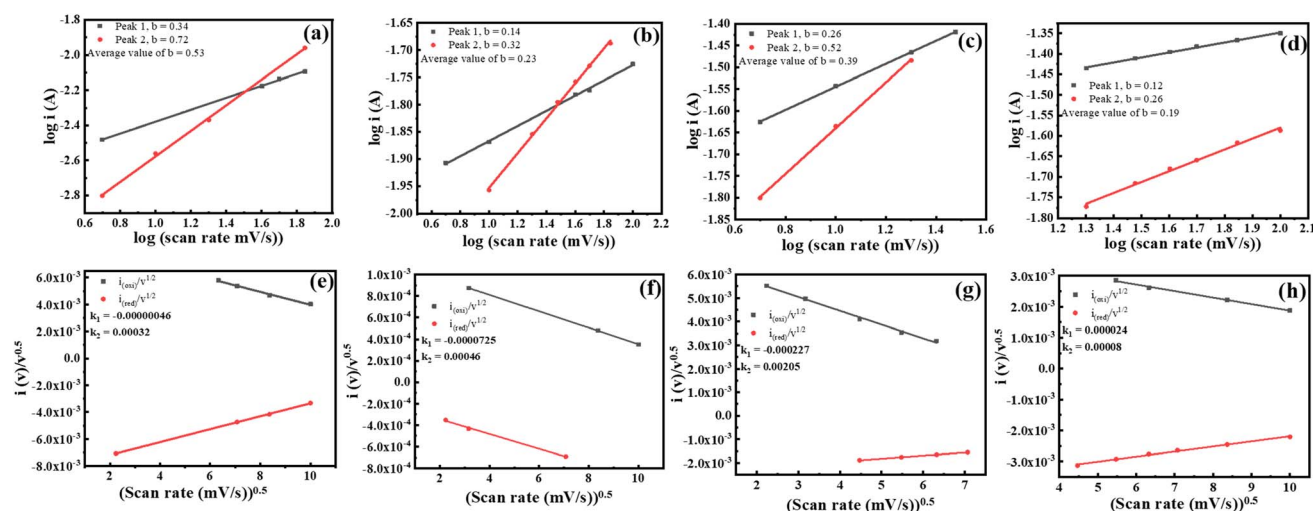 (a)
Peak 1, b = 0.34
Peak 2, b = 0.72
Average value of b = 0.53
log i (A)
-1.8
-2.0
-2.2
-2.4
-2.6
-2.8
0.6 0.8 1.0 1.2 1.4 1.6 1.8 2.0
log (scan rate mV/s))
(b)
Peak 1, b = 0.14
Peak 2, b = 0.32
Average value of b = 0.23
log i (A)
-1.65
-1.70
-1.75
-1.80
-1.85
-1.90
-1.95
-2.00
0.6 0.8 1.0 1.2 1.4 1.6 1.8 2.0 2.2
log (scan rate (mV/s))
(c)
Peak 1, b = 0.26
Peak 2, b = 0.52
Average value of b = 0.39
log i (A)
-1.40
-1.45
-1.50
-1.55
-1.60
-1.65
-1.70
-1.75
-1.80
-1.85
0.6 0.8 1.0 1.2 1.4 1.6
log (scan rate (mV/s))
(d)
Peak 1, b = 0.12
Peak 2, b = 0.26
Average value of b = 0.19
log i (A)
-1.35
-1.40
-1.45
-1.50
-1.55
-1.60
-1.65
-1.70
-1.75
-1.80
1.2 1.3 1.4 1.5 1.6 1.7 1.8 1.9 2.0 2.1
log (scan rate (mV/s))
(e)
i(oxi)/v^1/2
i(red)/v^1/2
k1 = -0.00000046
k2 = 0.00032
i (v)/v^0.5
6.0x10^-3
4.0x10^-3
2.0x10^-3
0.0
-2.0x10^-3
-4.0x10^-3
-6.0x10^-3
-8.0x10^-3
2 4 6 8 10
(Scan rate (mV/s))^0.5
(f)
i(oxi)/v^1/2
i(red)/v^1/2
k1 = -0.0000725
k2 = 0.00046
i (v)/v^0.5
1.0x10^-3
8.0x10^-4
6.0x10^-4
4.0x10^-4
2.0x10^-4
0.0
-2.0x10^-4
-4.0x10^-4
-6.0x10^-4
-8.0x10^-4
2 4 6 8 10
(Scan rate (mV/s))^0.5
(g)
i(oxi)/v^1/2
i(red)/v^1/2
k1 = -0.000227
k2 = 0.00205
i (v)/v^0.5
6.0x10^-3
5.0x10^-3
4.0x10^-3
3.0x10^-3
2.0x10^-3
1.0x10^-3
0.0
-1.0x10^-3
-2.0x10^-3
2 3 4 5 6 7
(Scan rate (mV/s))^0.5
(h)
i(oxi)/v^1/2
i(red)/v^1/2
k1 = 0.000024
k2 = 0.00008
i (v)/v^0.5
3.0x10^-3
2.0x10^-3
1.0x10^-3
0.0
-1.0x10^-3
-2.0x10^-3
-3.0x10^-3
4 5 6 7 8 9 10
(Scan rate (mV/s))^0.5